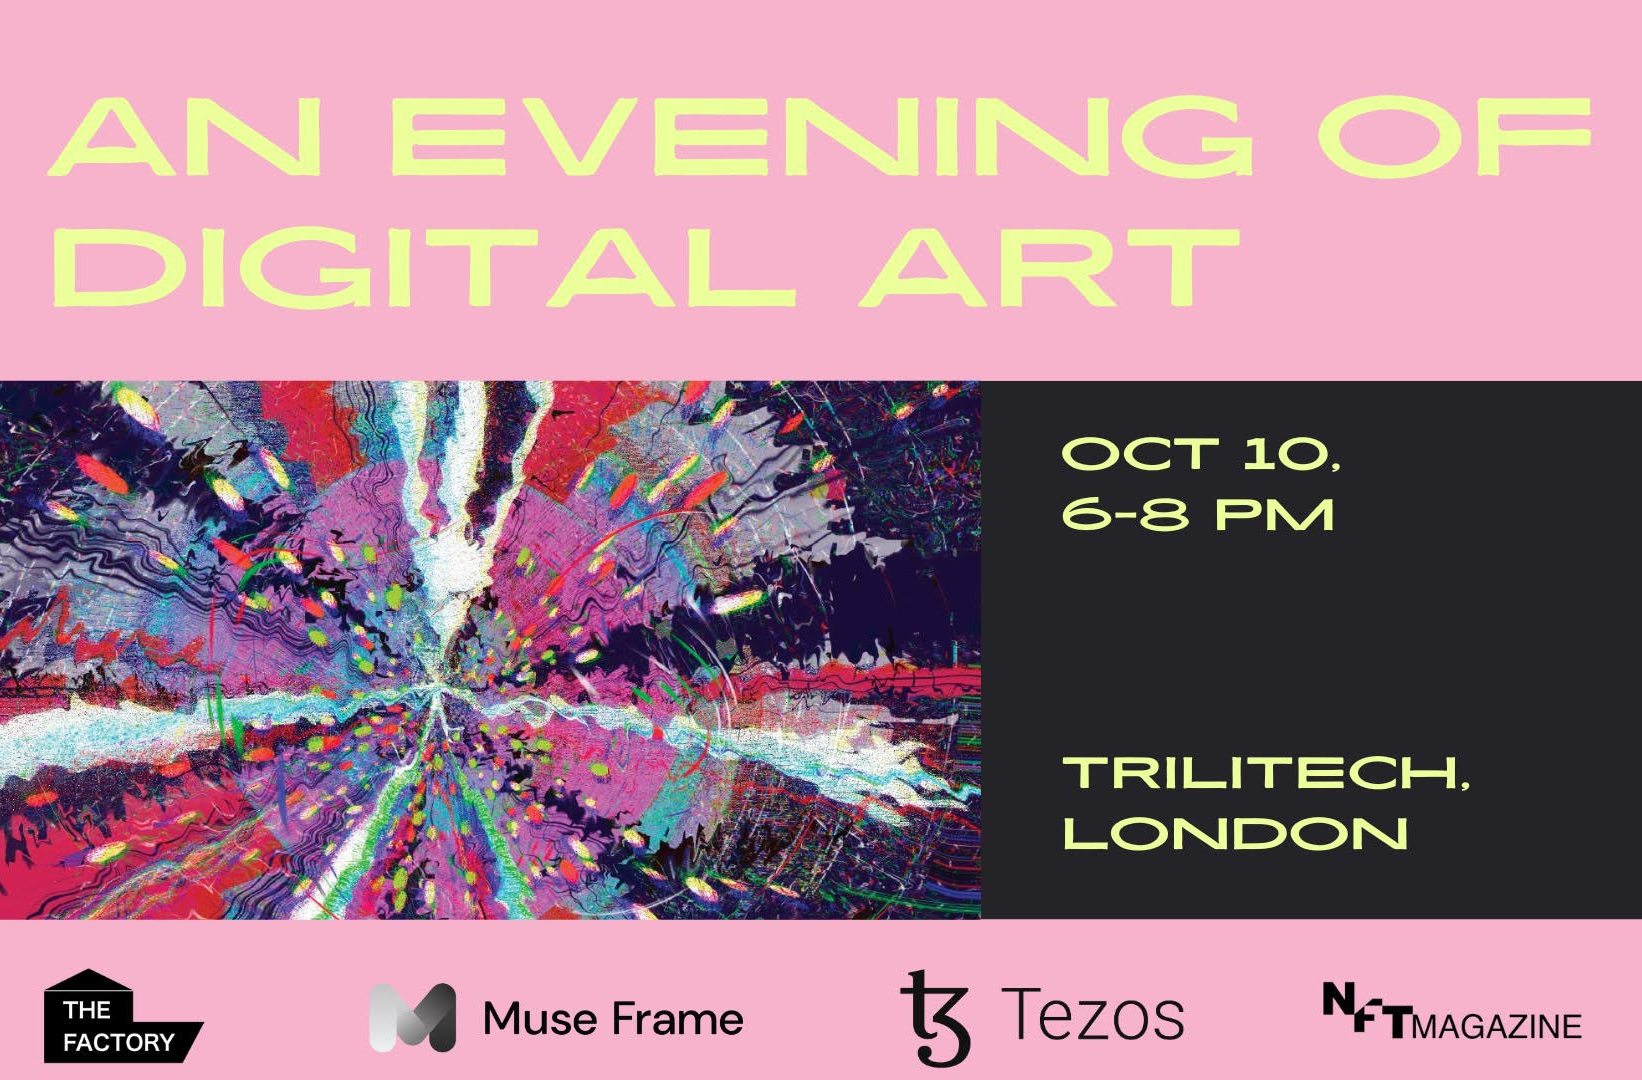 AN EVENING OF
DIGITAL ART
OCT 10,
6-8 PM
TRILITECH,
LONDON
THE
FACTORY
Muse Frame
Tezos
NFT MAGAZINE